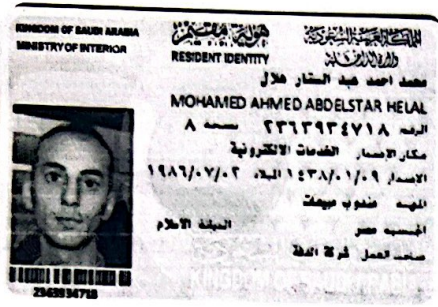 KINGDOM OF SAUDI ARABIA
MINISTRY OF INTERIOR
المملكة العربية السعودية
وزارة الداخلية
هوية مقيم
RESIDENT IDENTITY
محمد احمد عبد الستار هلال
MOHAMED AHMED ABDELSTAR HELAL
الرقم ٢٣٦٣٩٣٤٧١٨ نسخة ٨
مكان الإصدار الخدمات الالكترونية
الاصدار ١٤٣٨/٠١/٠٩ الميلاد ١٩٨٦/٠٧/٠٢
المهنة مندوب مبيعات
الجنسية مصر الديانة الاسلام
صاحب العمل شركة
2363934718